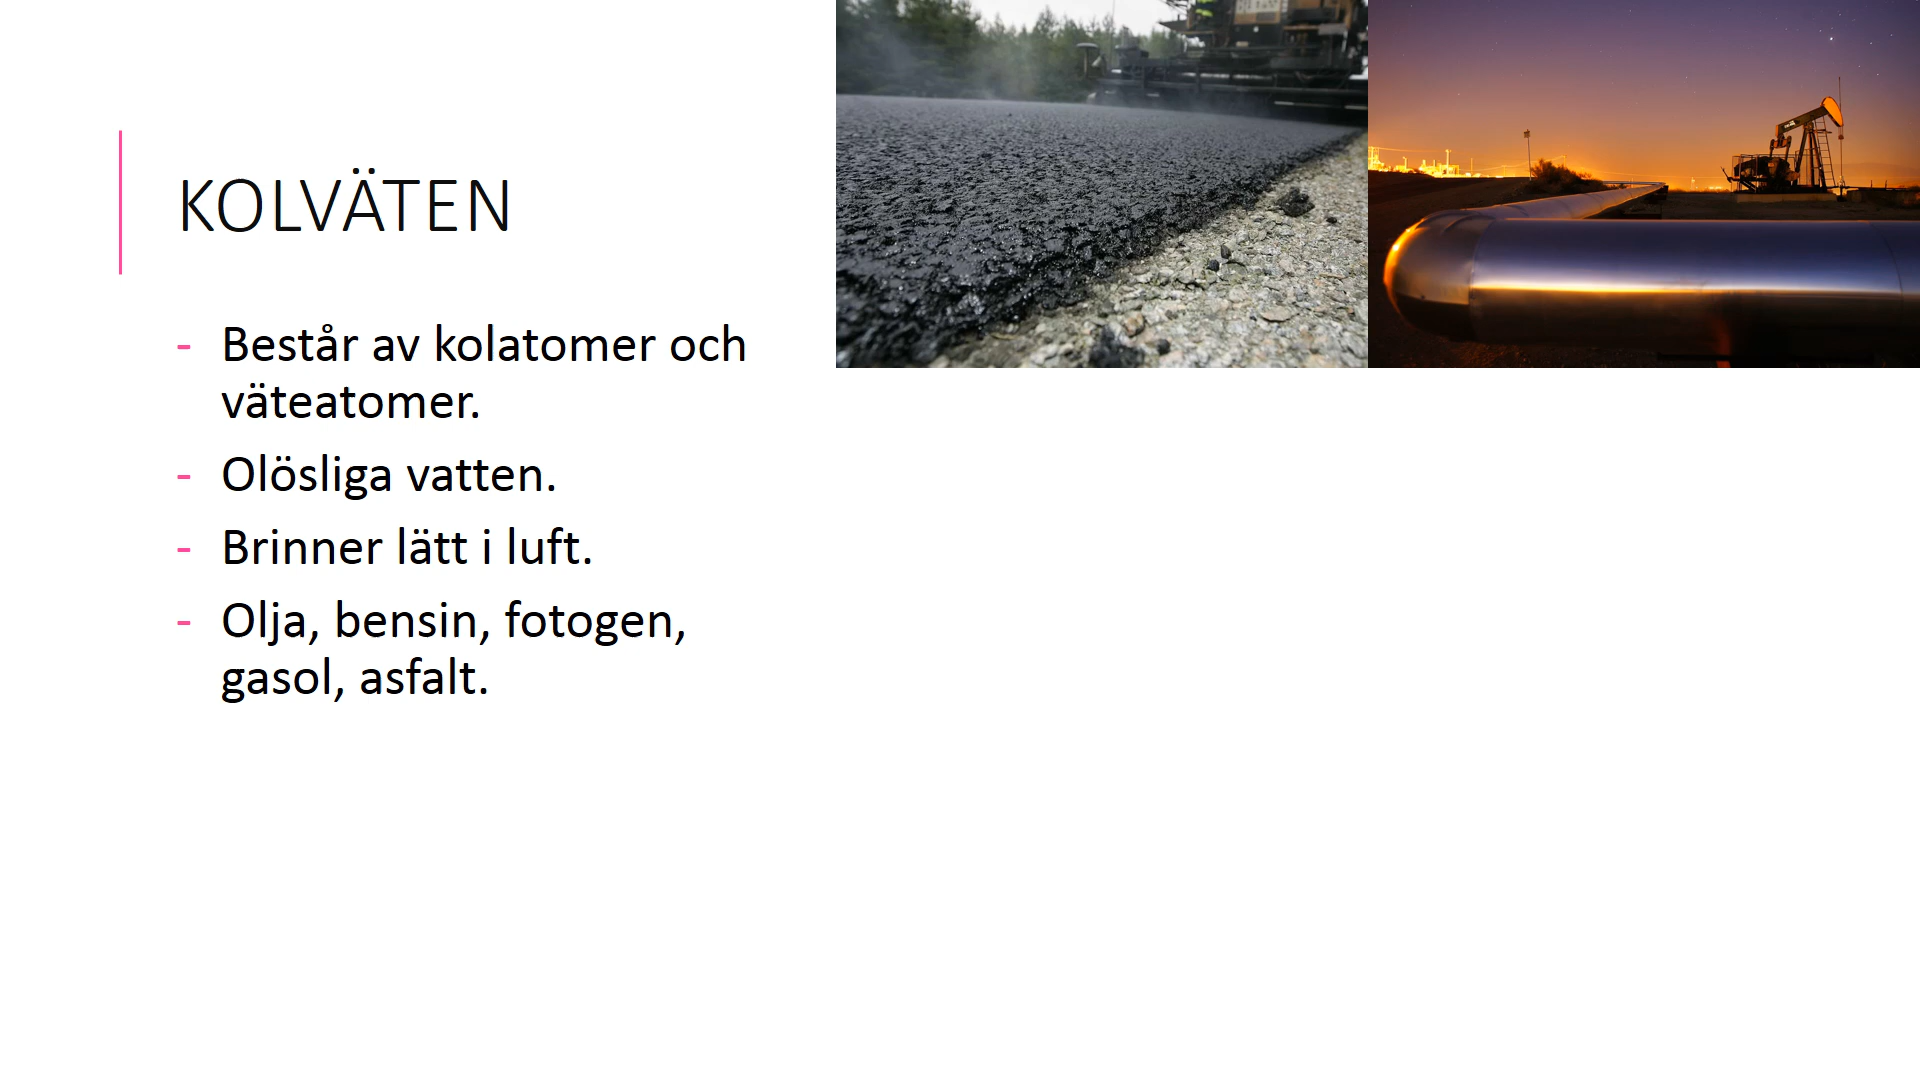 KOLVÄTEN
- Består av kolatomer och
väteatomer.
- Olösliga vatten.
- Brinner lätt i luft.
- Olja, bensin, fotogen,
gasol, asfalt.